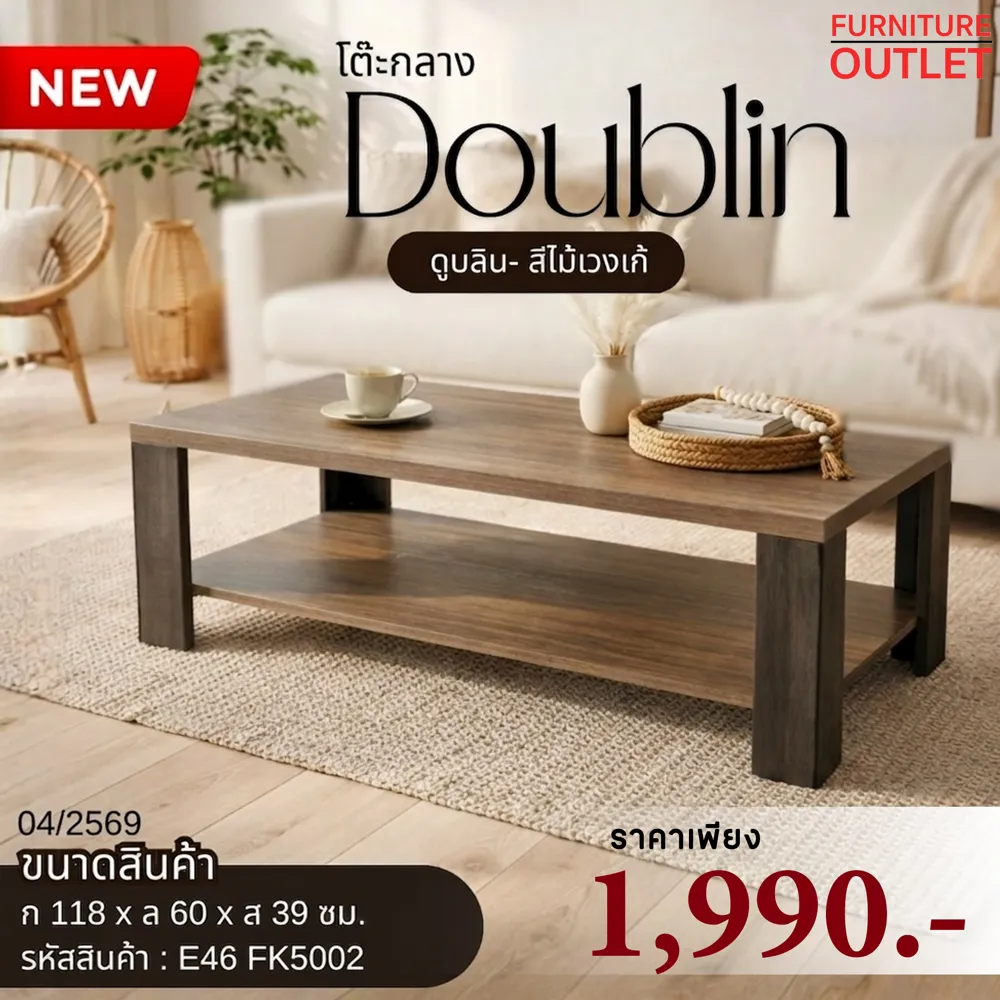 NEW
โต๊ะกลาง
FURNITURE
OUTLET
Doublin
ดูบลิน- สีไม้เวงเก้
04/2569
ขนาดสินค้า
ก 118 x ล 60 x ส 39 ซม.
รหัสสินค้า : E46 FK5002
ราคาเพียง
1,990.-